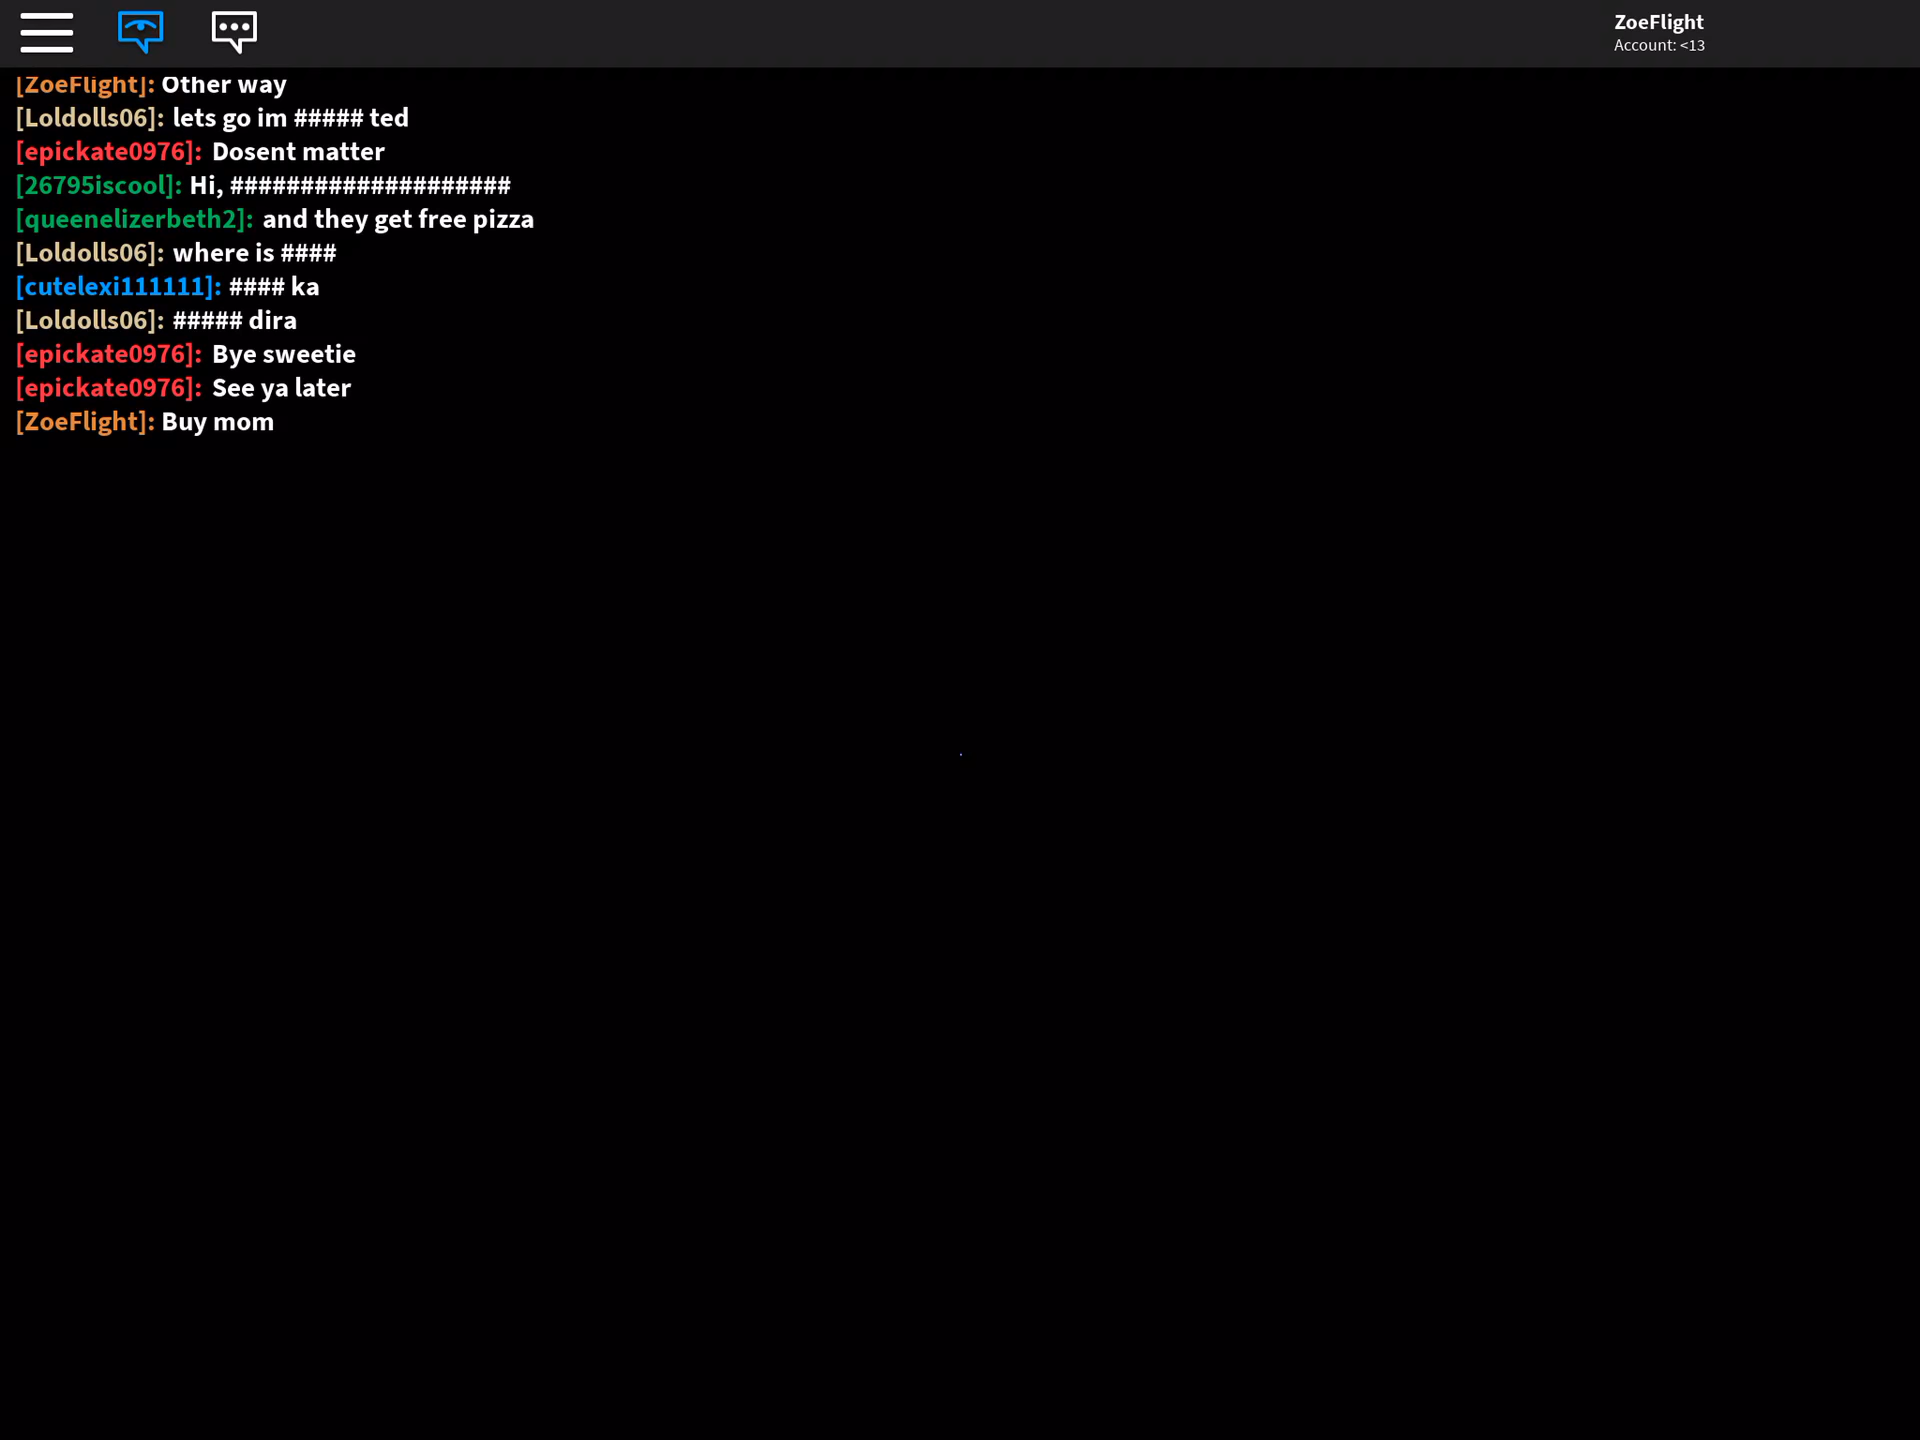 ZoeFlight
Account: <13
[ZoeFlight]: Other way
[Loldolls06]: lets go im ##### ted
[epickate0976]: Dosent matter
[26795iscool]: Hi, ####################
[queenelizerbeth2]: and they get free pizza
[Loldolls06]: where is ####
[cutelexi111111]: #### ka
[Loldolls06]: ##### dira
[epickate0976]: Bye sweetie
[epickate0976]: See ya later
[ZoeFlight]: Buy mom